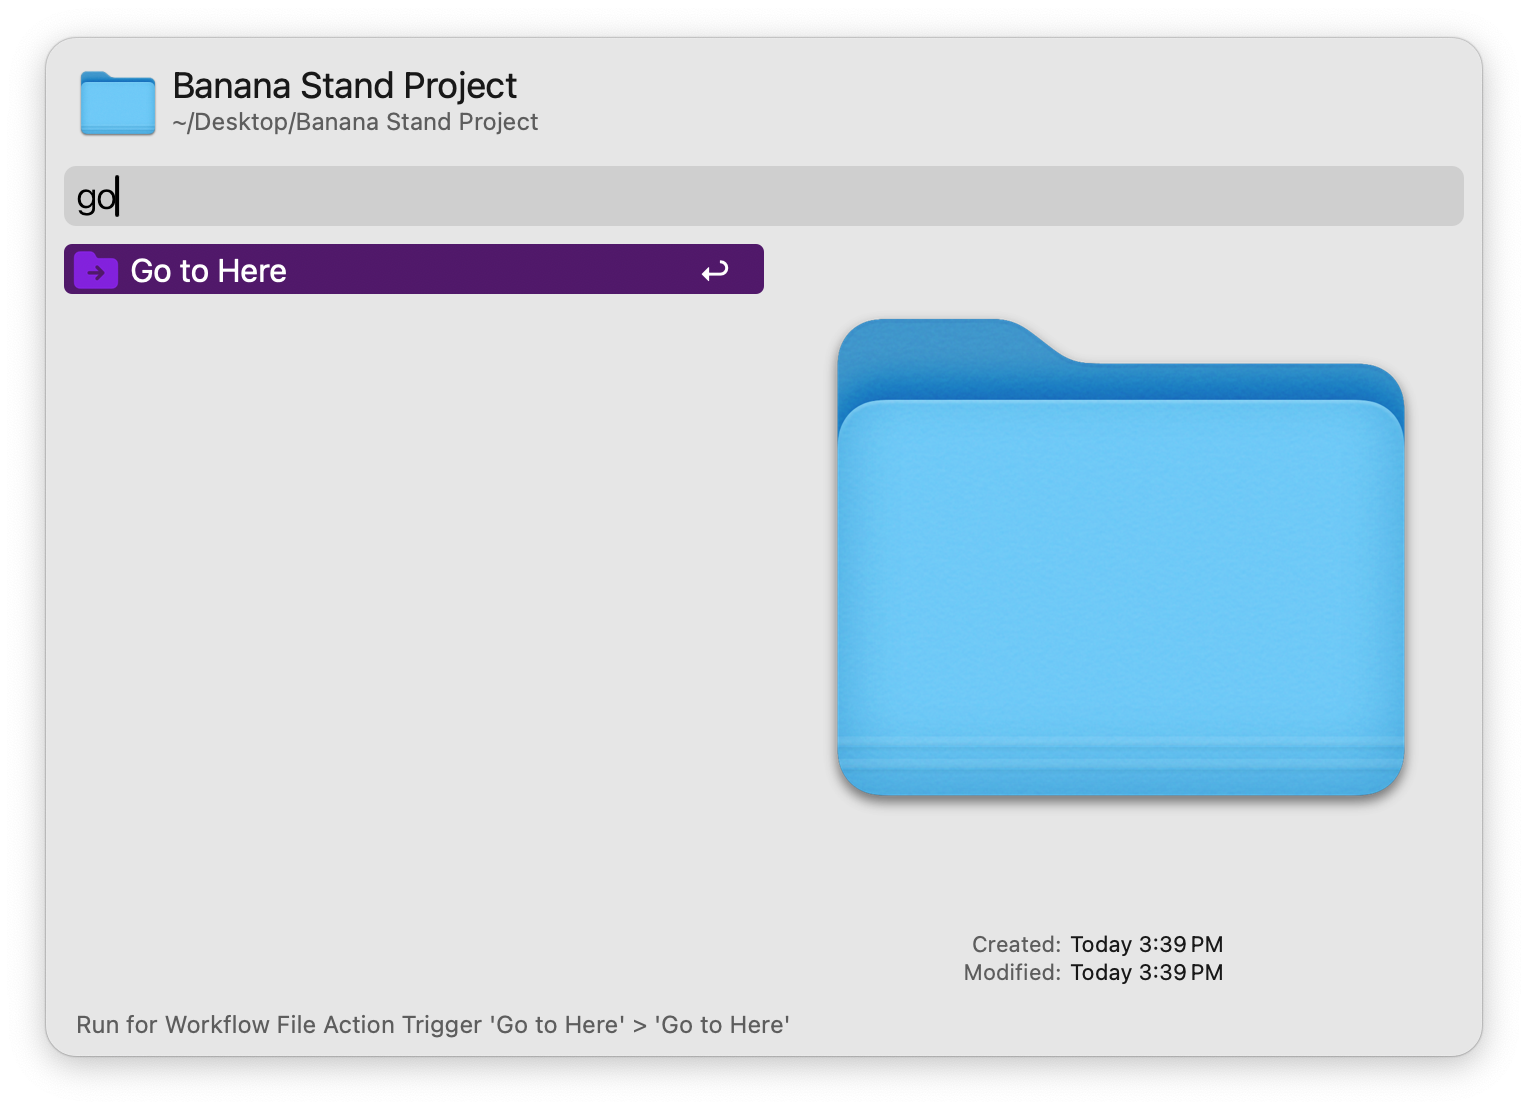 Banana Stand Project
~/Desktop/Banana Stand Project
go
Go to Here
Created: Today 3:39 PM
Modified: Today 3:39 PM
Run for Workflow File Action Trigger 'Go to Here' > 'Go to Here'